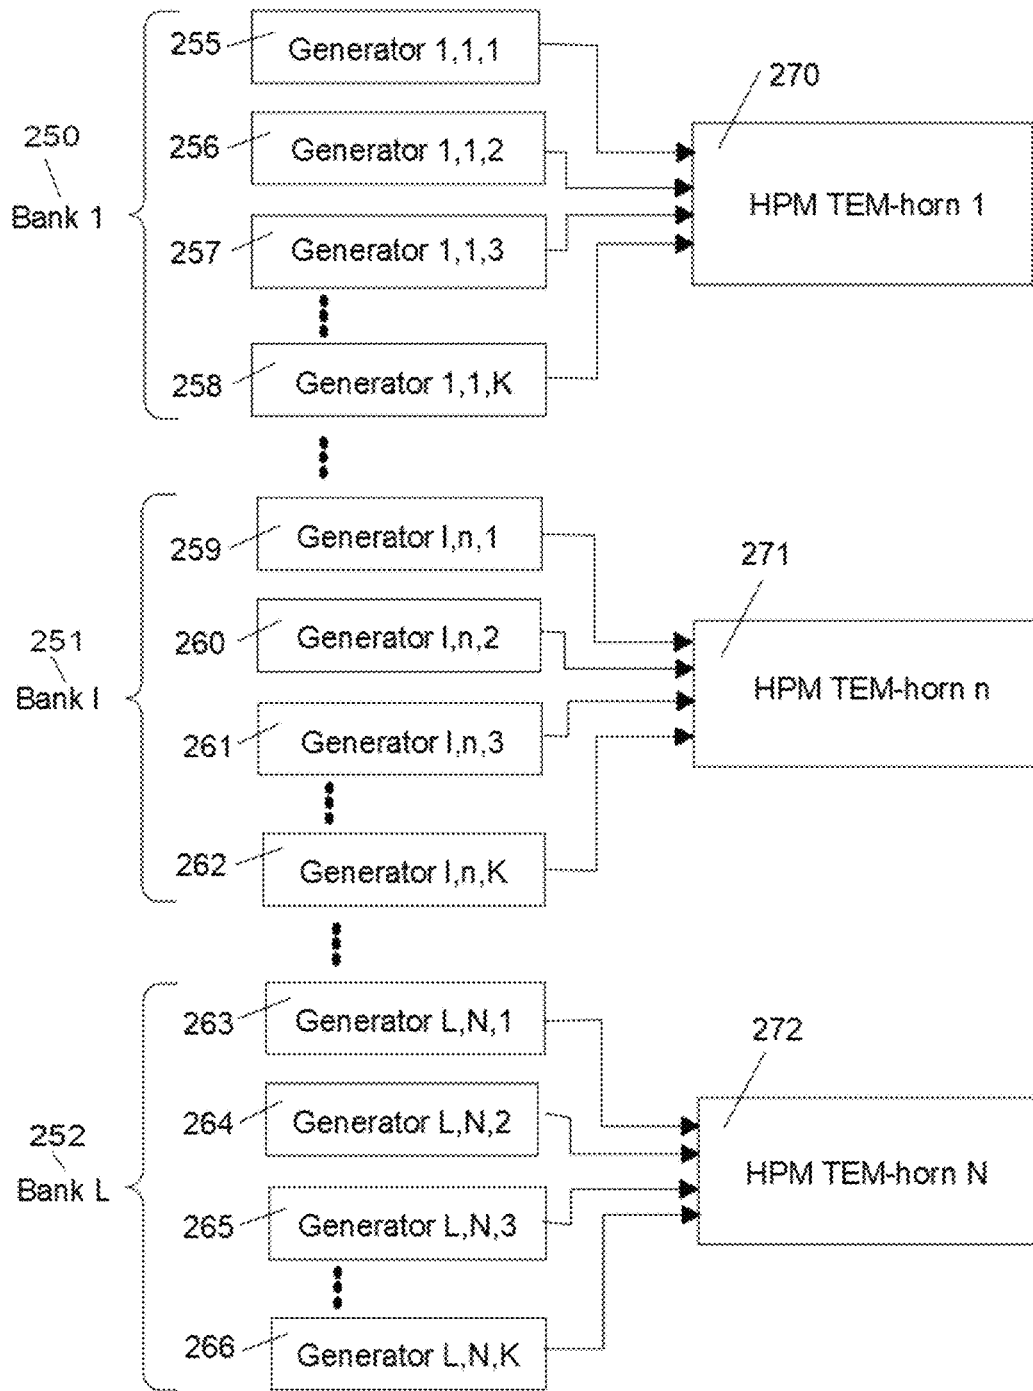 255
Generator 1,1,1
270
250
Bank 1
256
Generator 1,1,2
HPM TEM-horn 1
257
Generator 1,1,3
258
Generator 1,1,K
259
Generator l,n,1
271
251
Bank l
260
Generator l,n,2
HPM TEM-horn n
261
Generator l,n,3
262
Generator l,n,K
263
Generator L,N,1
272
252
Bank L
264
Generator L,N,2
HPM TEM-horn N
265
Generator L,N,3
266
Generator L,N,K